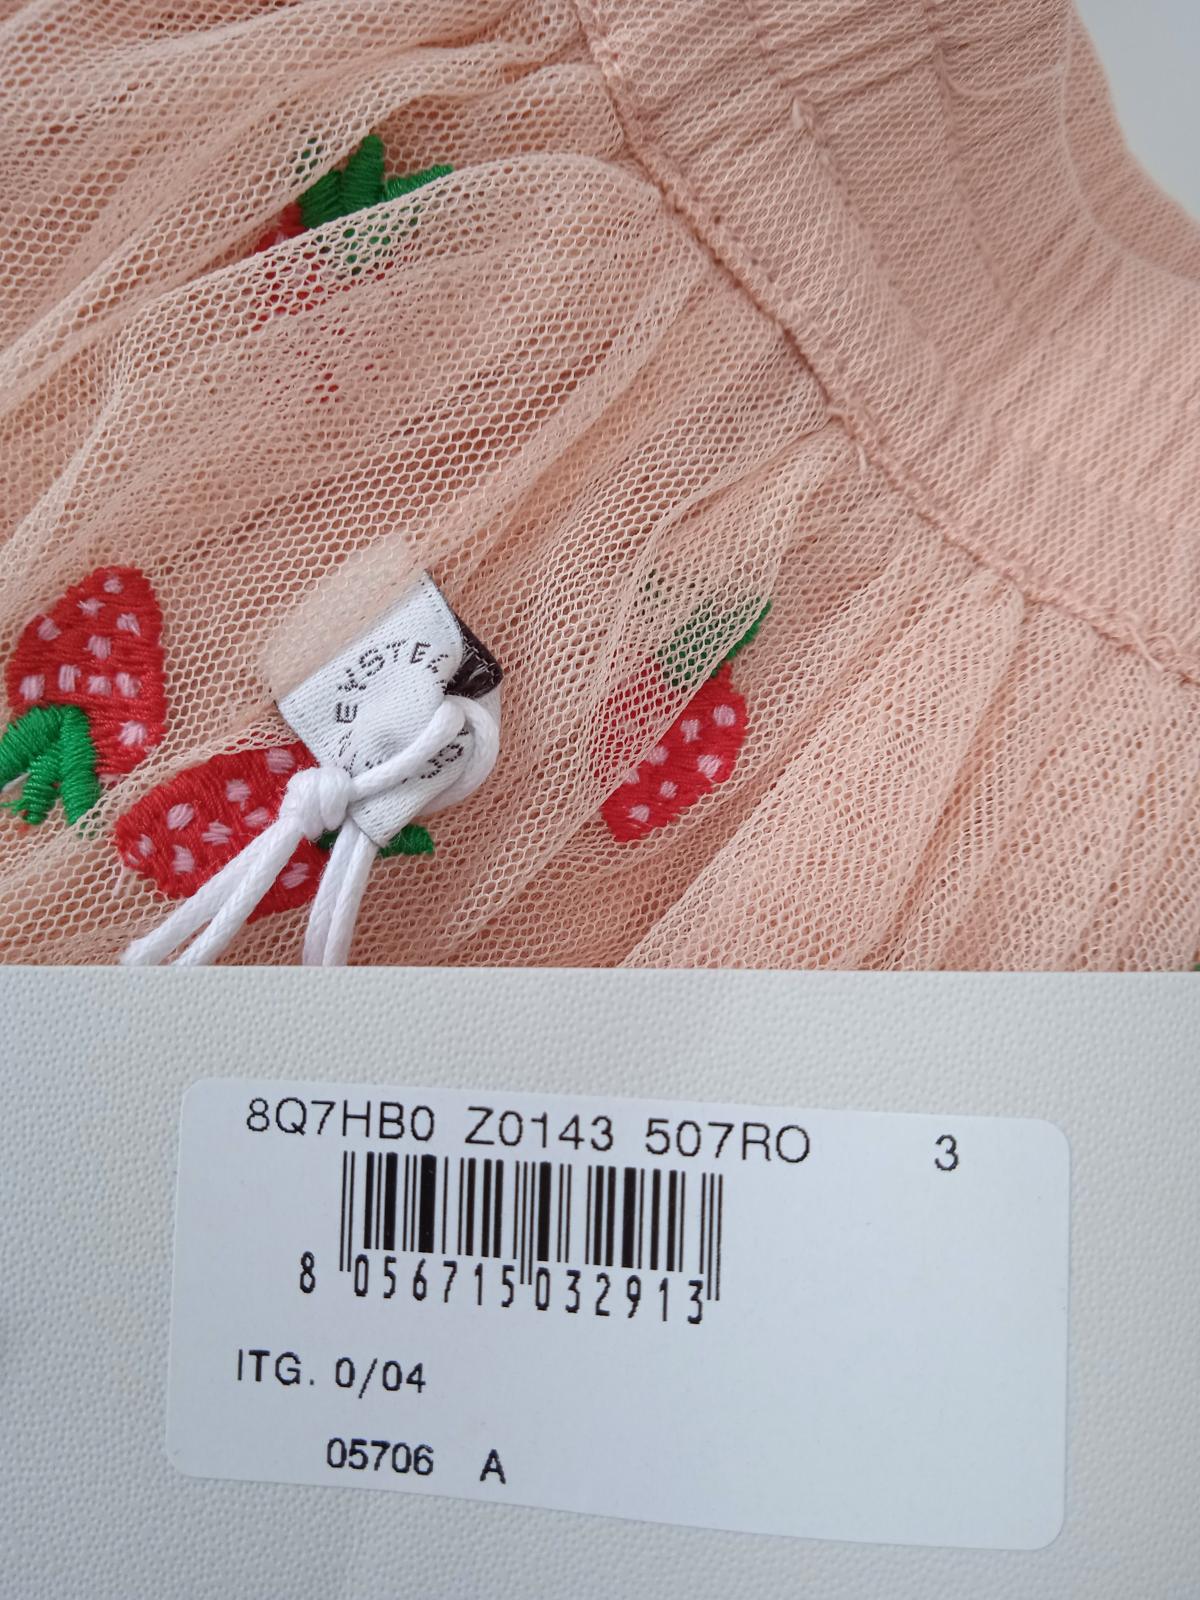 8Q7HB0 Z0143 507RO 3
8 056715 032913
ITG. 0/04
05706 A